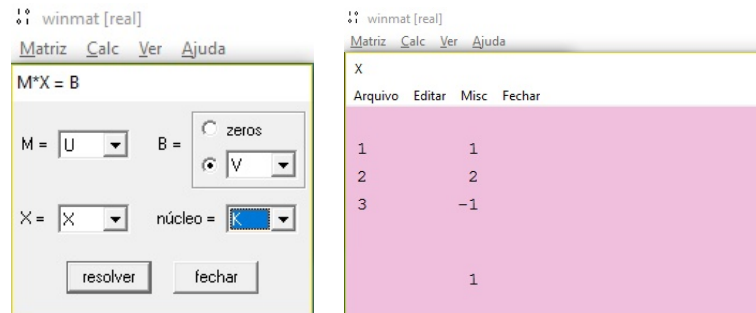 winmat [real]
Matriz Calc Ver Ajuda
M*X = B
M = U B = zeros
V
X = X núcleo = K
resolver fechar
winmat [real]
Matriz Calc Ver Ajuda
X
Arquivo Editar Misc Fechar
1 1
2 2
3 -1
1